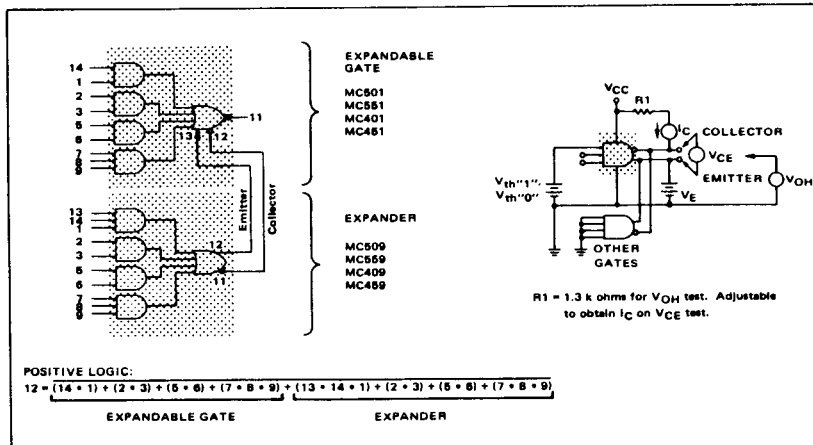 14
1
2
3
5
6
7
8
9
13
12
11
EXPANDABLE
GATE
MC501
MC551
MC401
MC451
Emitter
Collector
13
14
1
2
3
5
6
7
8
9
12
11
EXPANDER
MC509
MC559
MC409
MC459
VCC
R1
IC
COLLECTOR
VCE
EMITTER
VOH
Vth"1",
Vth"0"
VE
OTHER
GATES
R1 = 1.3 k ohms for VOH test. Adjustable
to obtain IC on VCE test.
POSITIVE LOGIC:
12 = (14 • 1) + (2 • 3) + (5 • 6) + (7 • 8 • 9) + (13 • 14 • 1) + (2 • 3) + (5 • 6) + (7 • 8 • 9)
EXPANDABLE GATE
EXPANDER